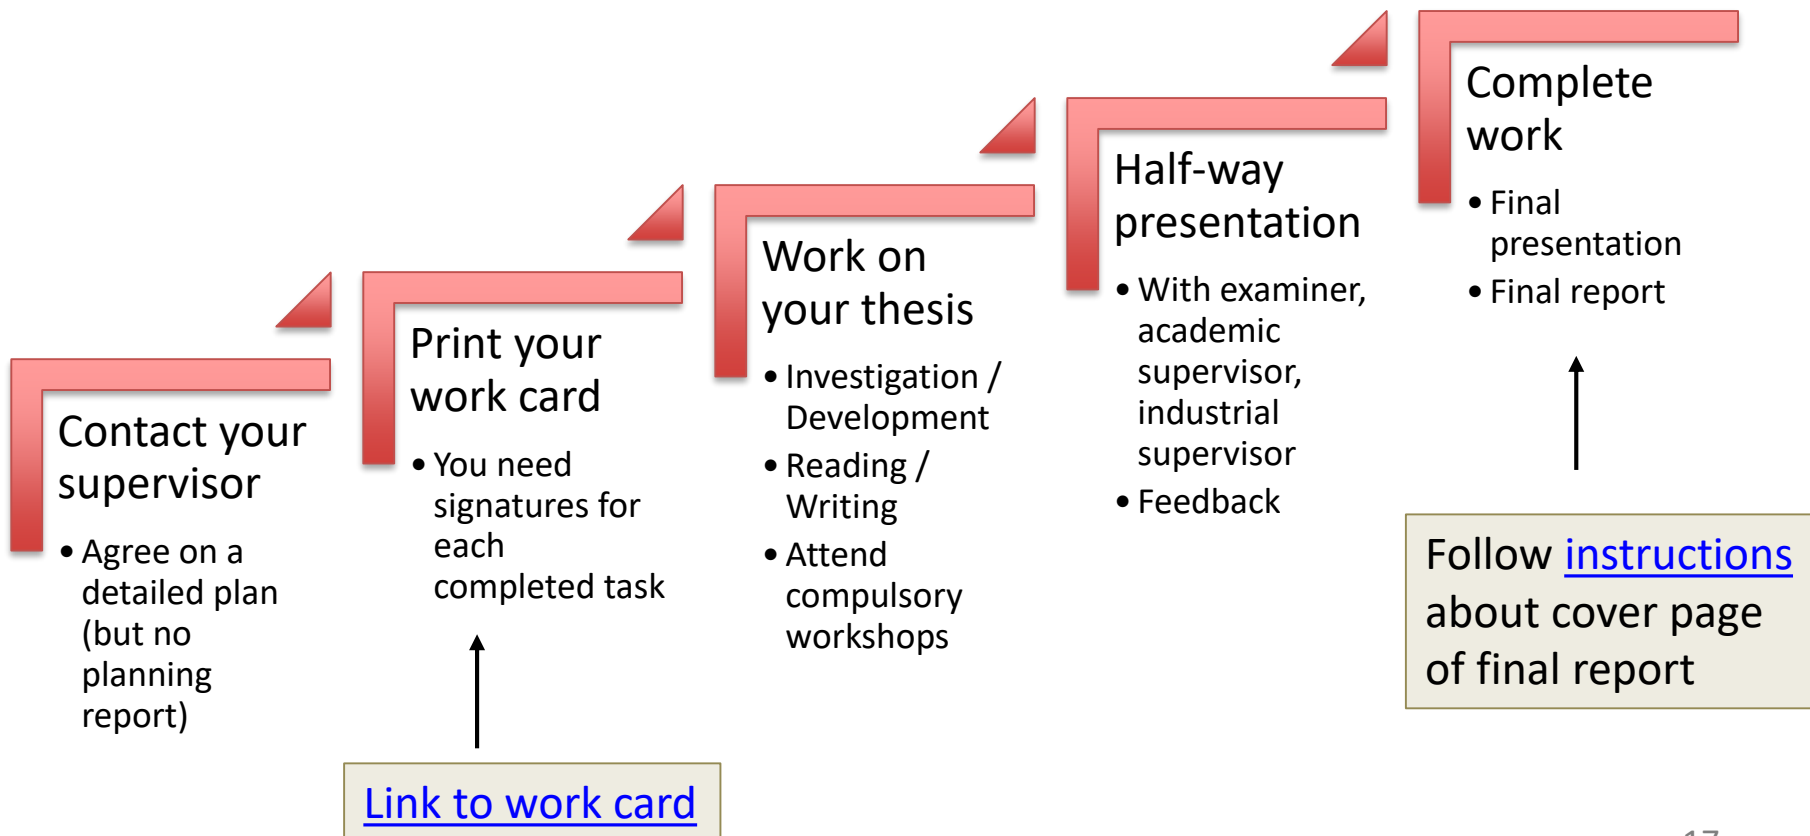 Contact your
supervisor
• Agree on a
detailed plan
(but no
planning
report)
Print your
work card
• You need
signatures for
each
completed task
Link to work card
Work on
your thesis
• Investigation /
Development
• Reading /
Writing
• Attend
compulsory
workshops
Half-way
presentation
• With examiner,
academic
supervisor,
industrial
supervisor
• Feedback
Complete
work
• Final
presentation
• Final report
Follow instructions
about cover page
of final report
17